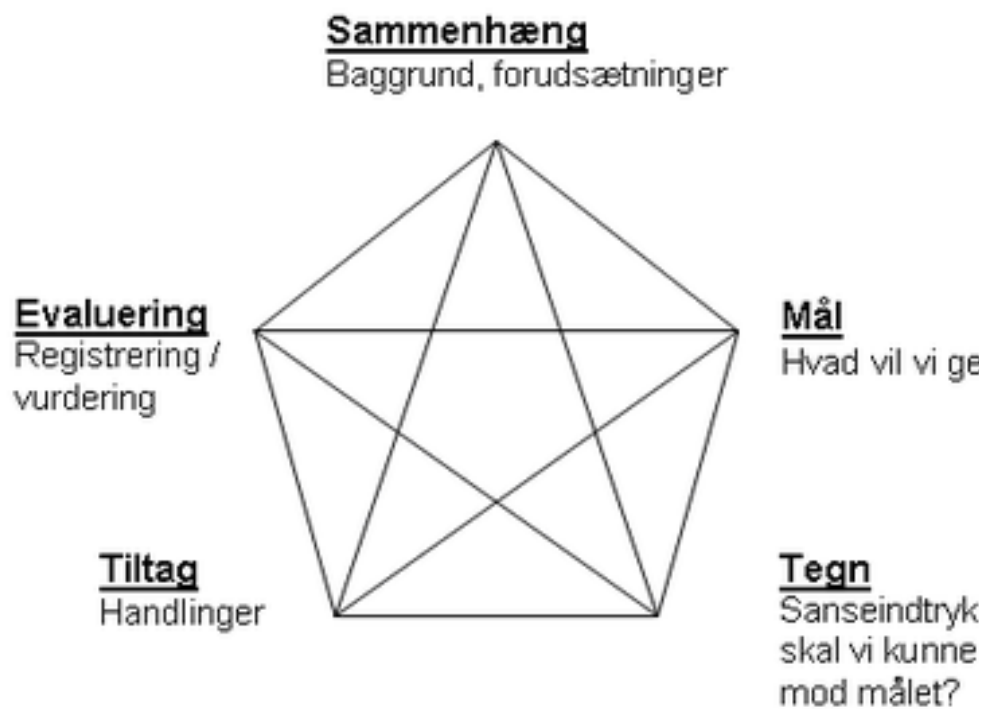 Sammenhæng
Baggrund, forudsætninger
Evaluering
Registrering /
vurdering
Mål
Hvad vil vi ge
Tiltag
Handlinger
Tegn
Sanseindtryk
skal vi kunne
mod målet?